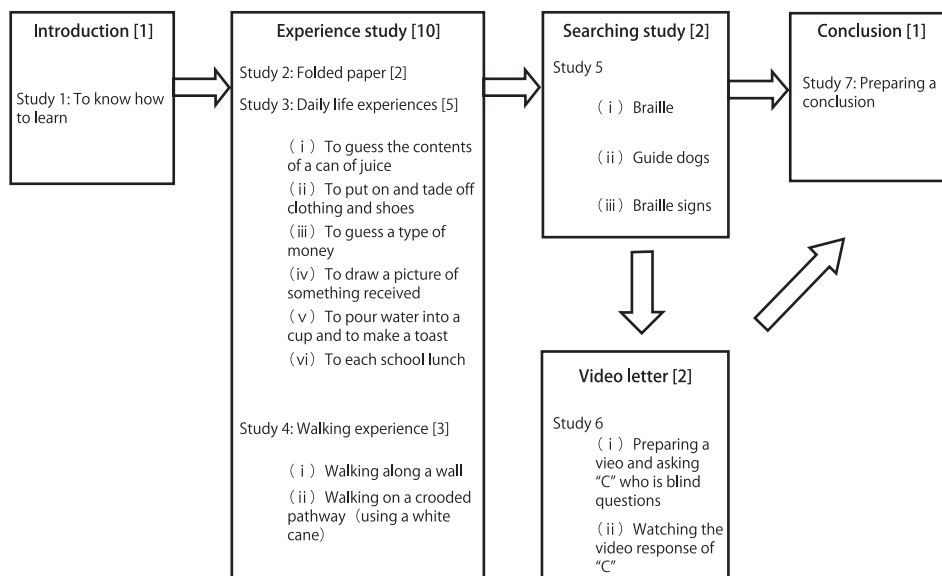 Introduction [1]
Study 1: To know how
to learn
Experience study [10]
Study 2: Folded paper [2]
Study 3: Daily life experiences [5]
(ⅰ) To guess the contents
of a can of juice
(ⅱ) To put on and tade off
clothing and shoes
(ⅲ) To guess a type of
money
(ⅳ) To draw a picture of
something received
(ⅴ) To pour water into a
cup and to make a toast
(ⅵ) To each school lunch
Study 4: Walking experience [3]
(ⅰ) Walking along a wall
(ⅱ) Walking on a crooded
pathway (using a white
cane)
Searching study [2]
Study 5
(ⅰ) Braille
(ⅱ) Guide dogs
(ⅲ) Braille signs
Video letter [2]
Study 6
(ⅰ) Preparing a
vieo and asking
“C” who is blind
questions
(ⅱ) Watching the
video response of
“C”
Conclusion [1]
Study 7: Preparing a
conclusion